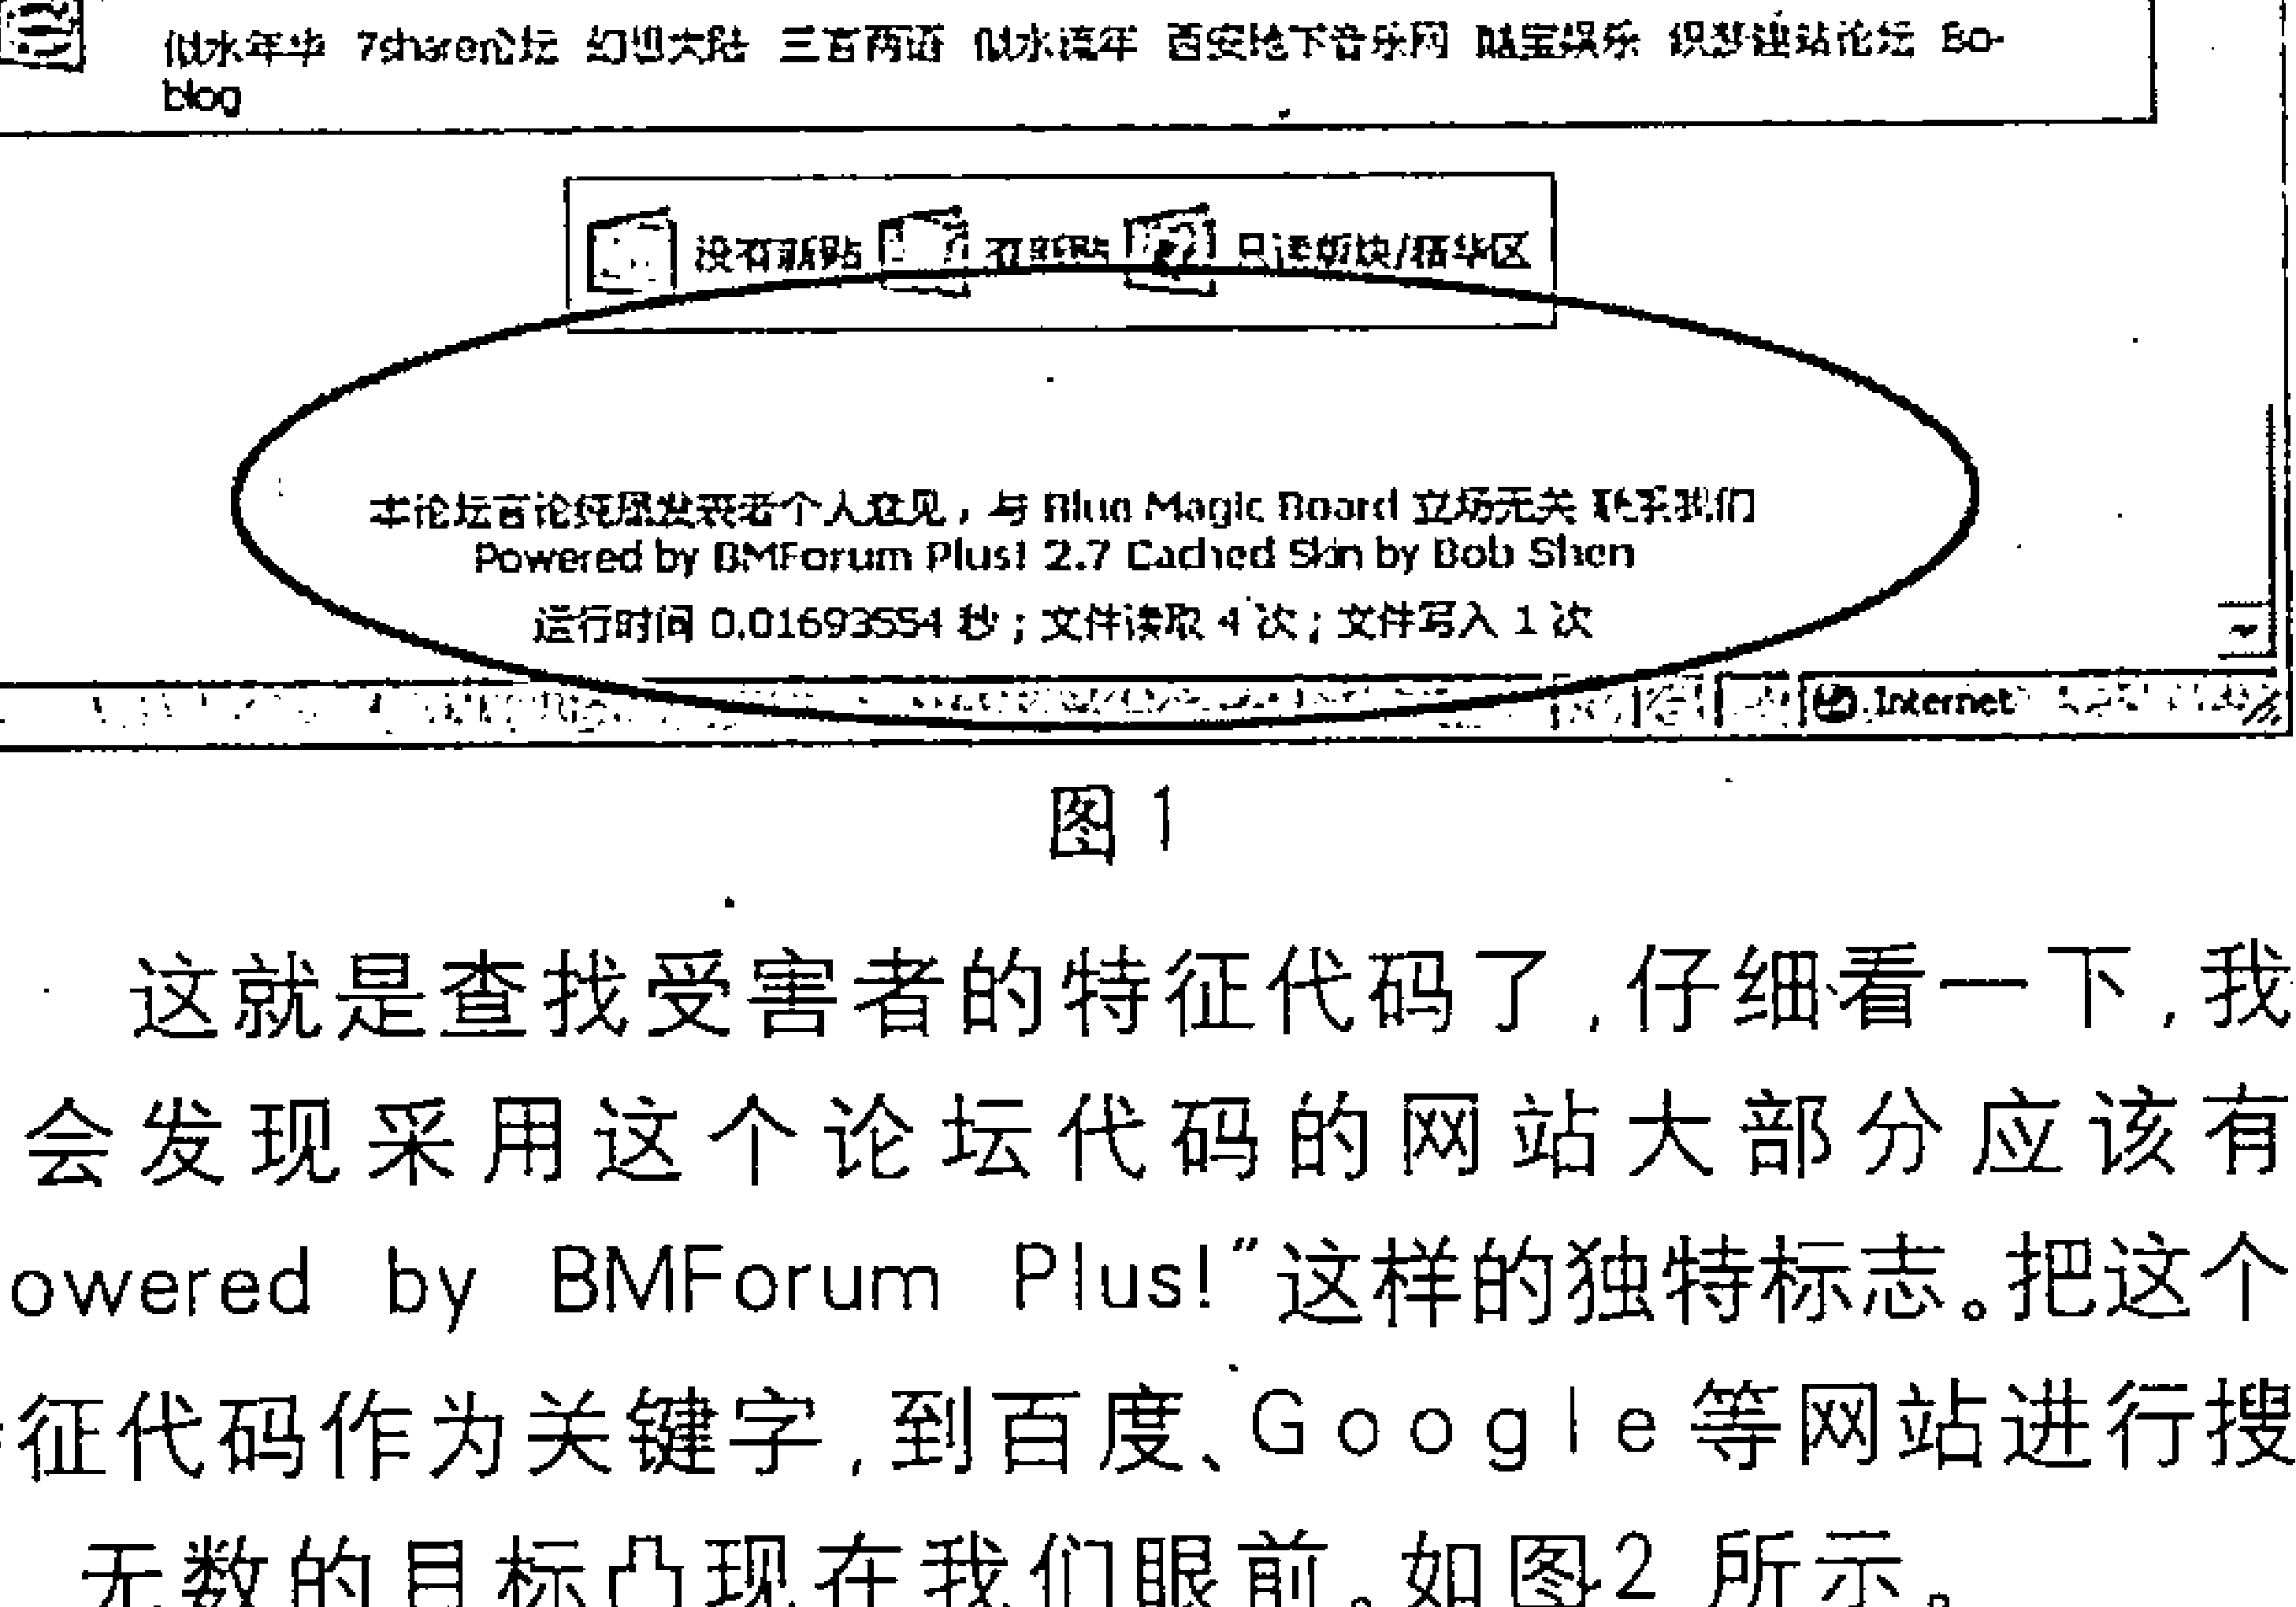 似水年华 7share论坛 幻想大陆 三言两语 似水流年 西安地下音乐网 酷宝娱乐 织梦建站论坛 Bo-
blog
没有新贴 有新贴 只读版块/精华区
本论坛言论纯属发表者个人意见，与 Blue Magic Board 立场无关 联系我们
Powered by BMForum Plus! 2.7 Cached Skin by Bob Shen
运行时间 0.01693554 秒；文件读取 4 次；文件写入 1 次
Internet
图 1
这就是查找受害者的特征代码了,仔细看一下,我
会发现采用这个论坛代码的网站大部分应该有
owered by BMForum Plus!"这样的独特标志。把这个
征代码作为关键字,到百度、Google等网站进行搜
无数的目标凸现在我们眼前。如图2 所示。